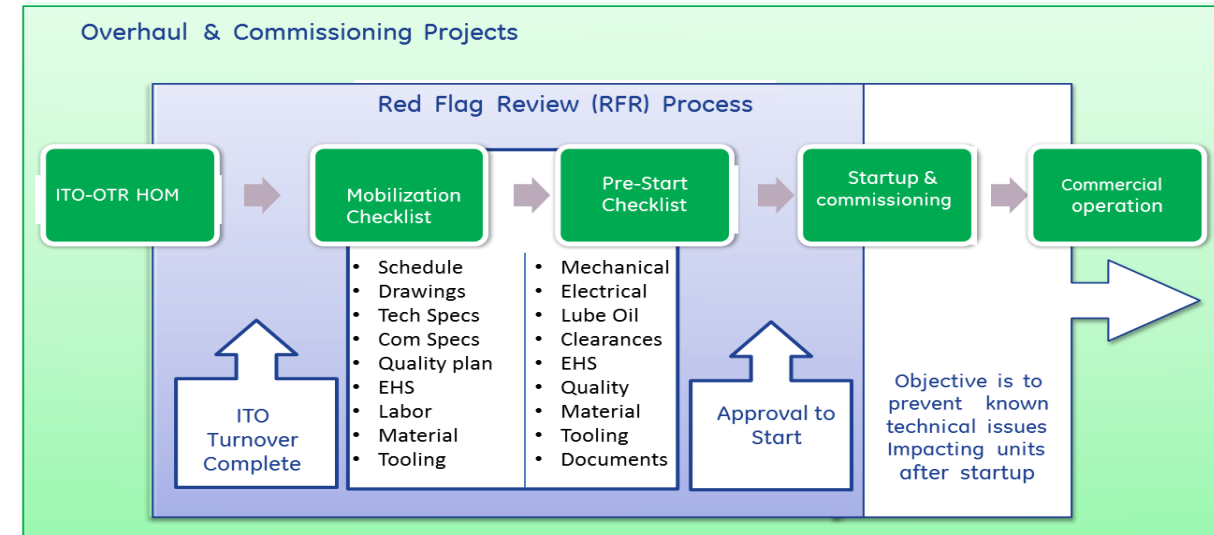 Overhaul & Commissioning Projects
Red Flag Review (RFR) Process
ITO-OTR HOM
Mobilization
Checklist
Pre-Start
Checklist
Startup &
commissioning
Commercial
operation
• Schedule
• Drawings
• Tech Specs
• Com Specs
• Quality plan
• EHS
• Labor
• Material
• Tooling
• Mechanical
• Electrical
• Lube Oil
• Clearances
• EHS
• Quality
• Material
• Tooling
• Documents
ITO
Turnover
Complete
Approval to
Start
Objective is to
prevent known
technical issues
Impacting units
after startup